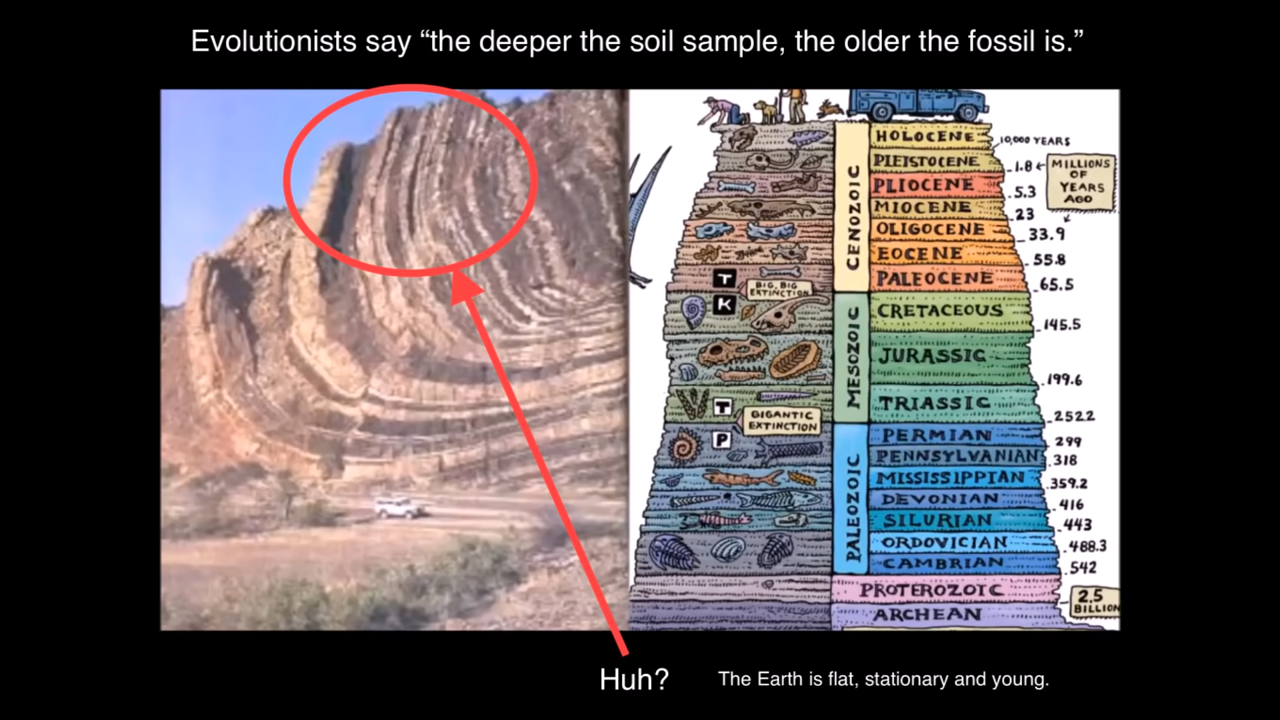 Evolutionists say “the deeper the soil sample, the older the fossil is.”
HOLOCENE
10,000 YEARS
PLEISTOCENE
1.8
MILLIONS
OF
YEARS
AGO
PLIOCENE
5.3
MIOCENE
23
OLIGOCENE
33.9
EOCENE
55.8
PALEOCENE
65.5
CENOZOIC
T
BIG, BIG
EXTINCTION
K
CRETACEOUS
145.5
JURASSIC
199.6
TRIASSIC
252.2
MESOZOIC
T
GIGANTIC
EXTINCTION
P
PERMIAN
299
PENNSYLVANIAN
318
MISSISSIPPIAN
359.2
DEVONIAN
416
SILURIAN
443
ORDOVICIAN
488.3
CAMBRIAN
542
PALEOZOIC
PROTEROZOIC
2.5
BILLION
ARCHEAN
Huh?
The Earth is flat, stationary and young.